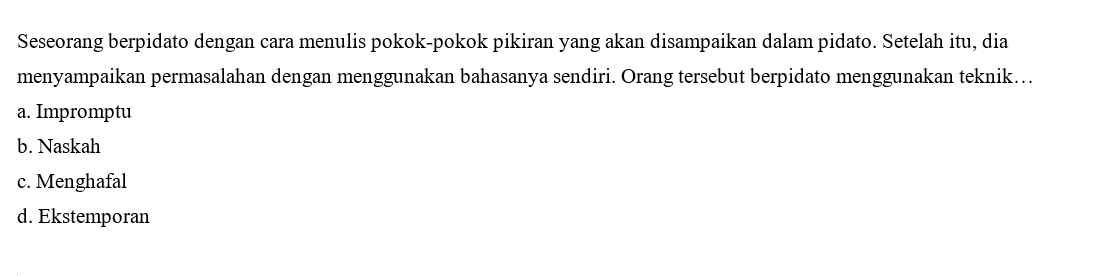 Seseorang berpidato dengan cara menulis pokok-pokok pikiran yang akan disampaikan dalam pidato. Setelah itu, dia
menyampaikan permasalahan dengan menggunakan bahasanya sendiri. Orang tersebut berpidato menggunakan teknik…
a. Impromptu
b. Naskah
c. Menghafal
d. Ekstemporan